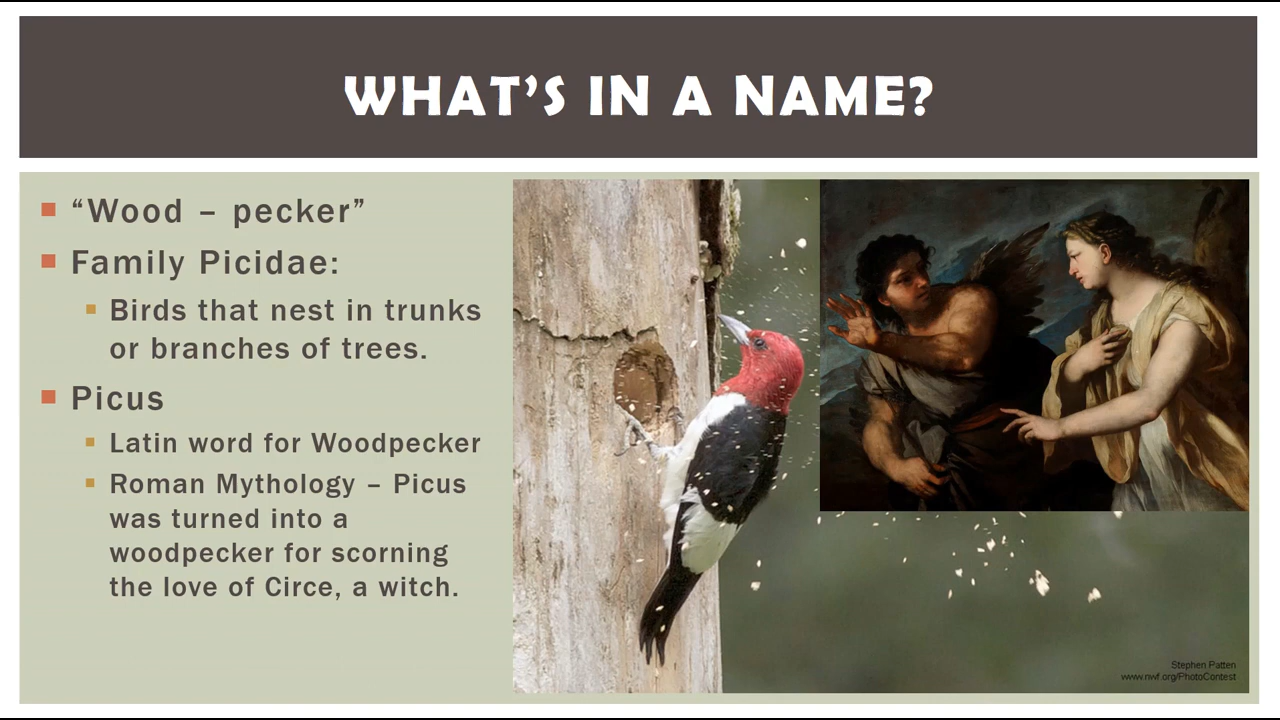 WHAT'S IN A NAME?
“Wood – pecker”
Family Picidae:
Birds that nest in trunks
or branches of trees.
Picus
Latin word for Woodpecker
Roman Mythology – Picus
was turned into a
woodpecker for scorning
the love of Circe, a witch.
Stephen Patten
www.nwf.org/PhotoContest